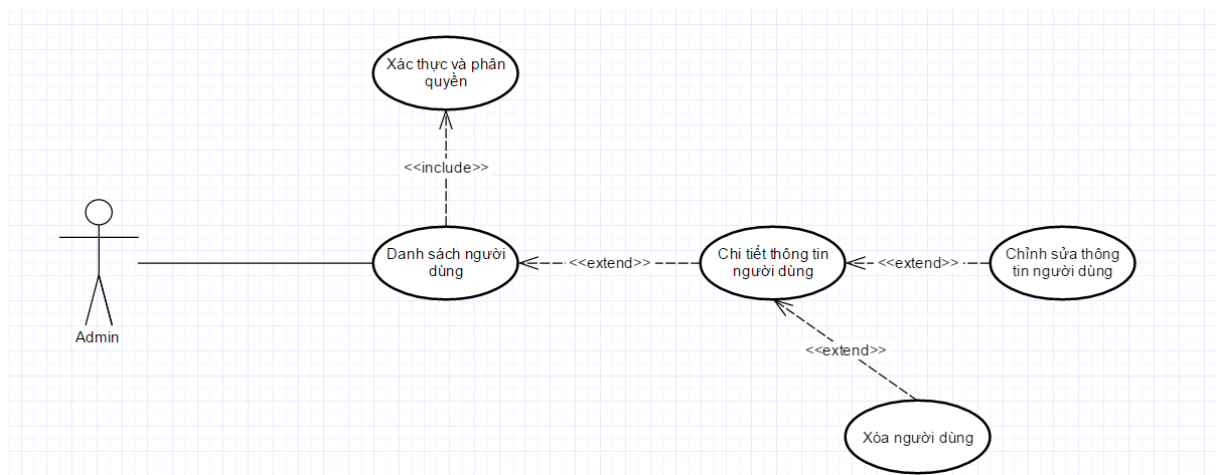 Xác thực và phân
quyền
<<include>>
Danh sách người
dùng
<<extend>>
Chi tiết thông tin
người dùng
<<extend>>
Chỉnh sửa thông
tin người dùng
Admin
<<extend>>
Xóa người dùng